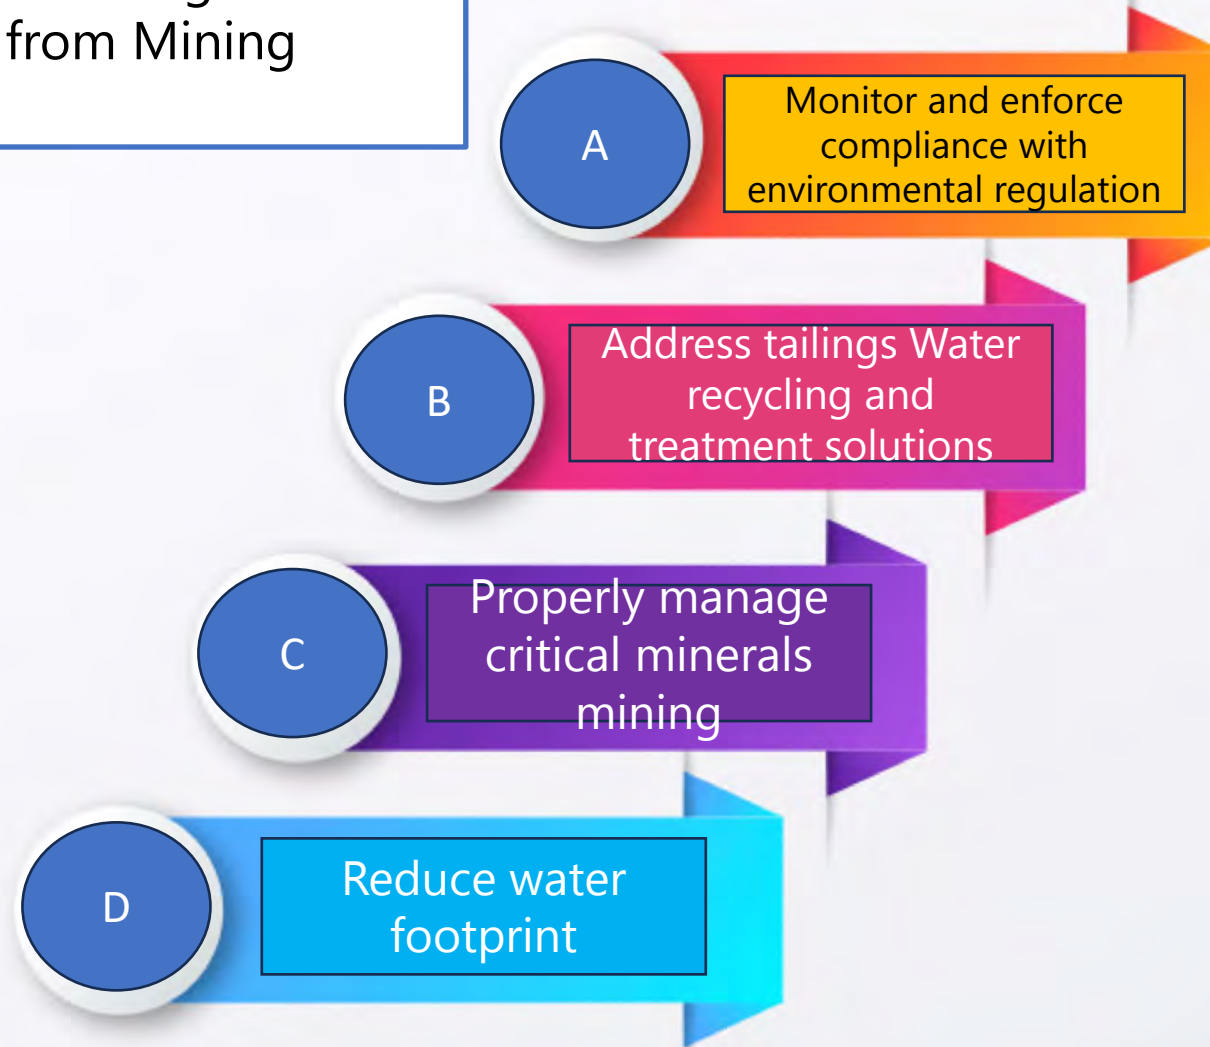 from Mining
A
Monitor and enforce
compliance with
environmental regulation
B
Address tailings Water
recycling and
treatment solutions
C
Properly manage
critical minerals
mining
D
Reduce water
footprint